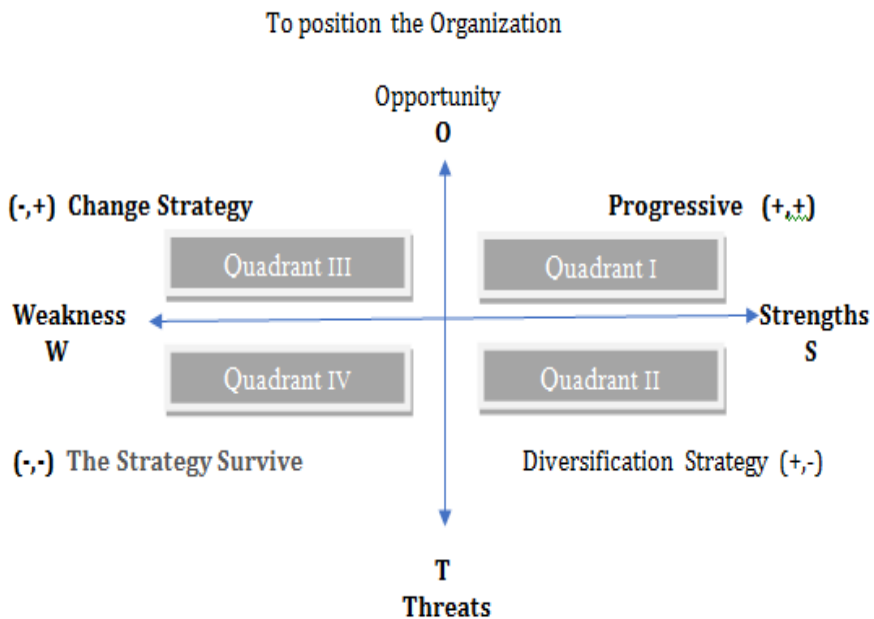 To position the Organization
Opportunity
O
(-,+) Change Strategy
Progressive (+,+)
Quadrant III
Quadrant I
Weakness
W
Strengths
S
Quadrant IV
Quadrant II
(-,-) The Strategy Survive
Diversification Strategy (+,-)
T
Threats